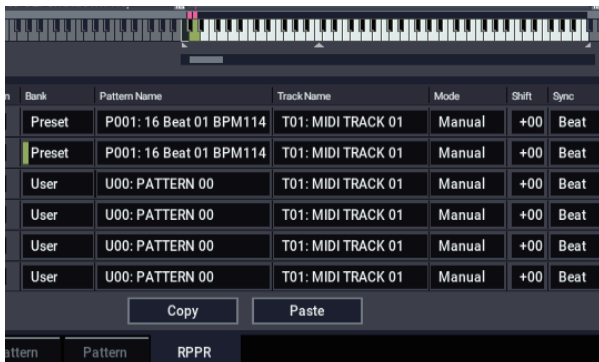 n Bank Pattern Name Track Name Mode Shift Sync
Preset P001: 16 Beat 01 BPM114 T01: MIDI TRACK 01 Manual +00 Beat
Preset P001: 16 Beat 01 BPM114 T01: MIDI TRACK 01 Manual +00 Beat
User U00: PATTERN 00 T01: MIDI TRACK 01 Manual +00 Beat
User U00: PATTERN 00 T01: MIDI TRACK 01 Manual +00 Beat
User U00: PATTERN 00 T01: MIDI TRACK 01 Manual +00 Beat
User U00: PATTERN 00 T01: MIDI TRACK 01 Manual +00 Beat
Copy Paste
attern Pattern RPPR